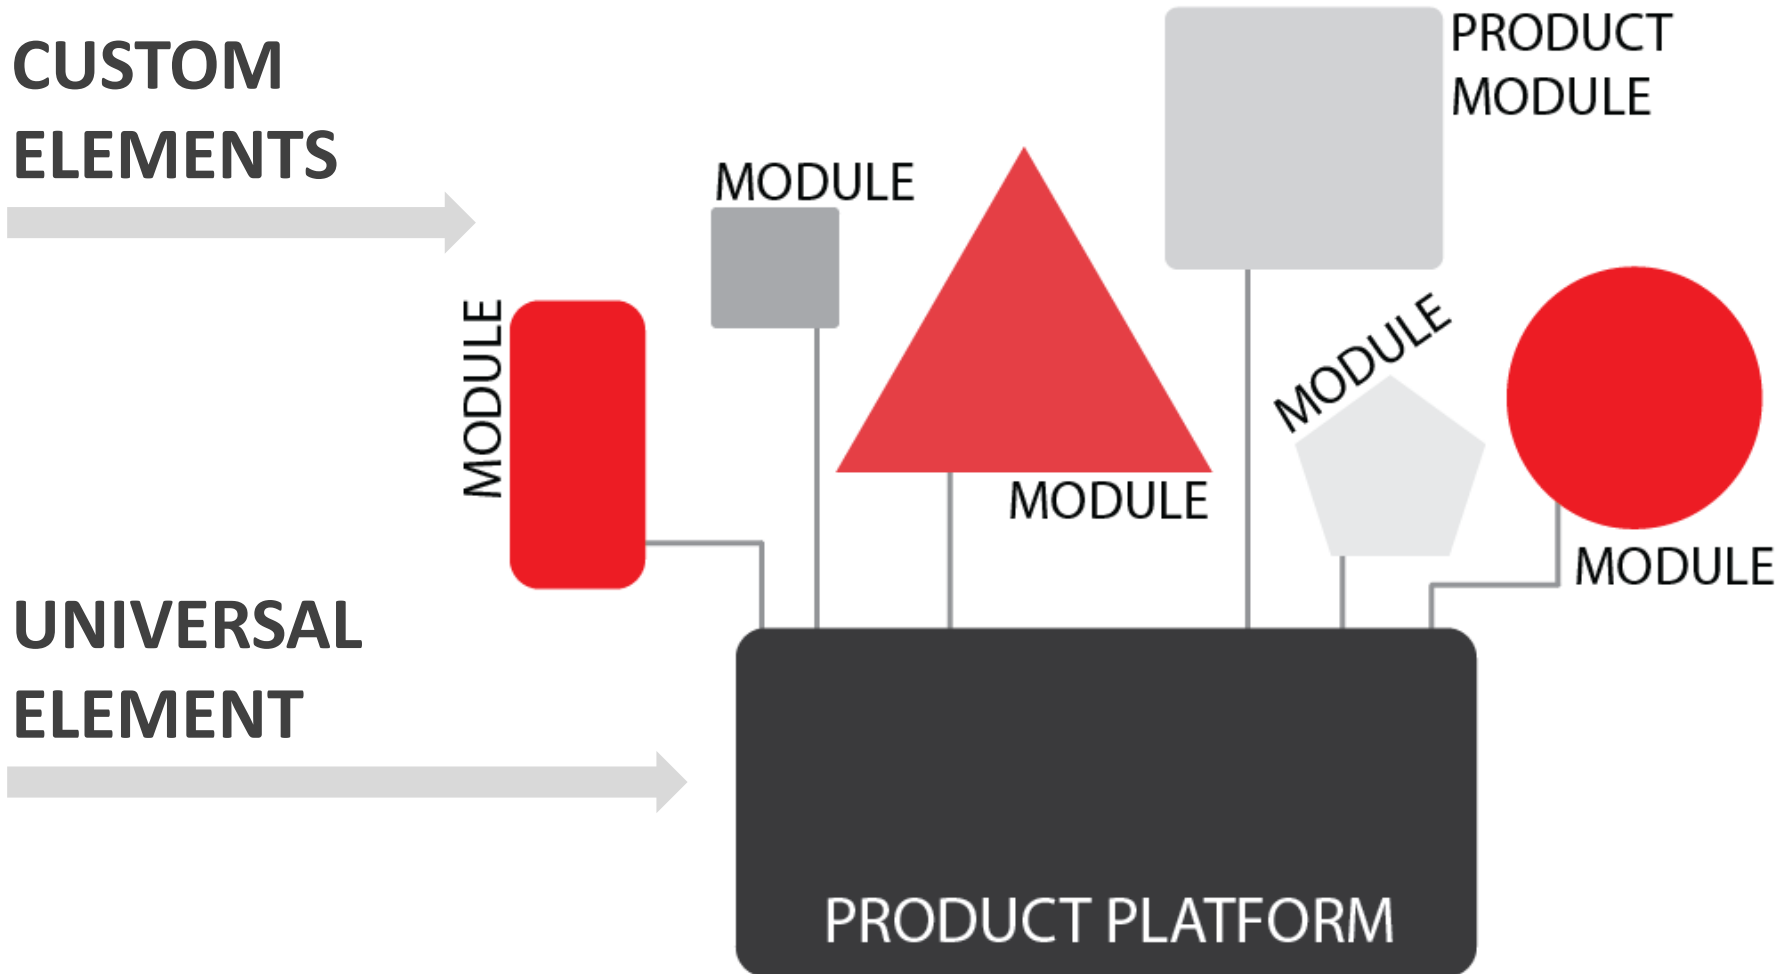 CUSTOM
ELEMENTS
PRODUCT
MODULE
MODULE
MODULE
MODULE
MODULE
MODULE
UNIVERSAL
ELEMENT
PRODUCT PLATFORM